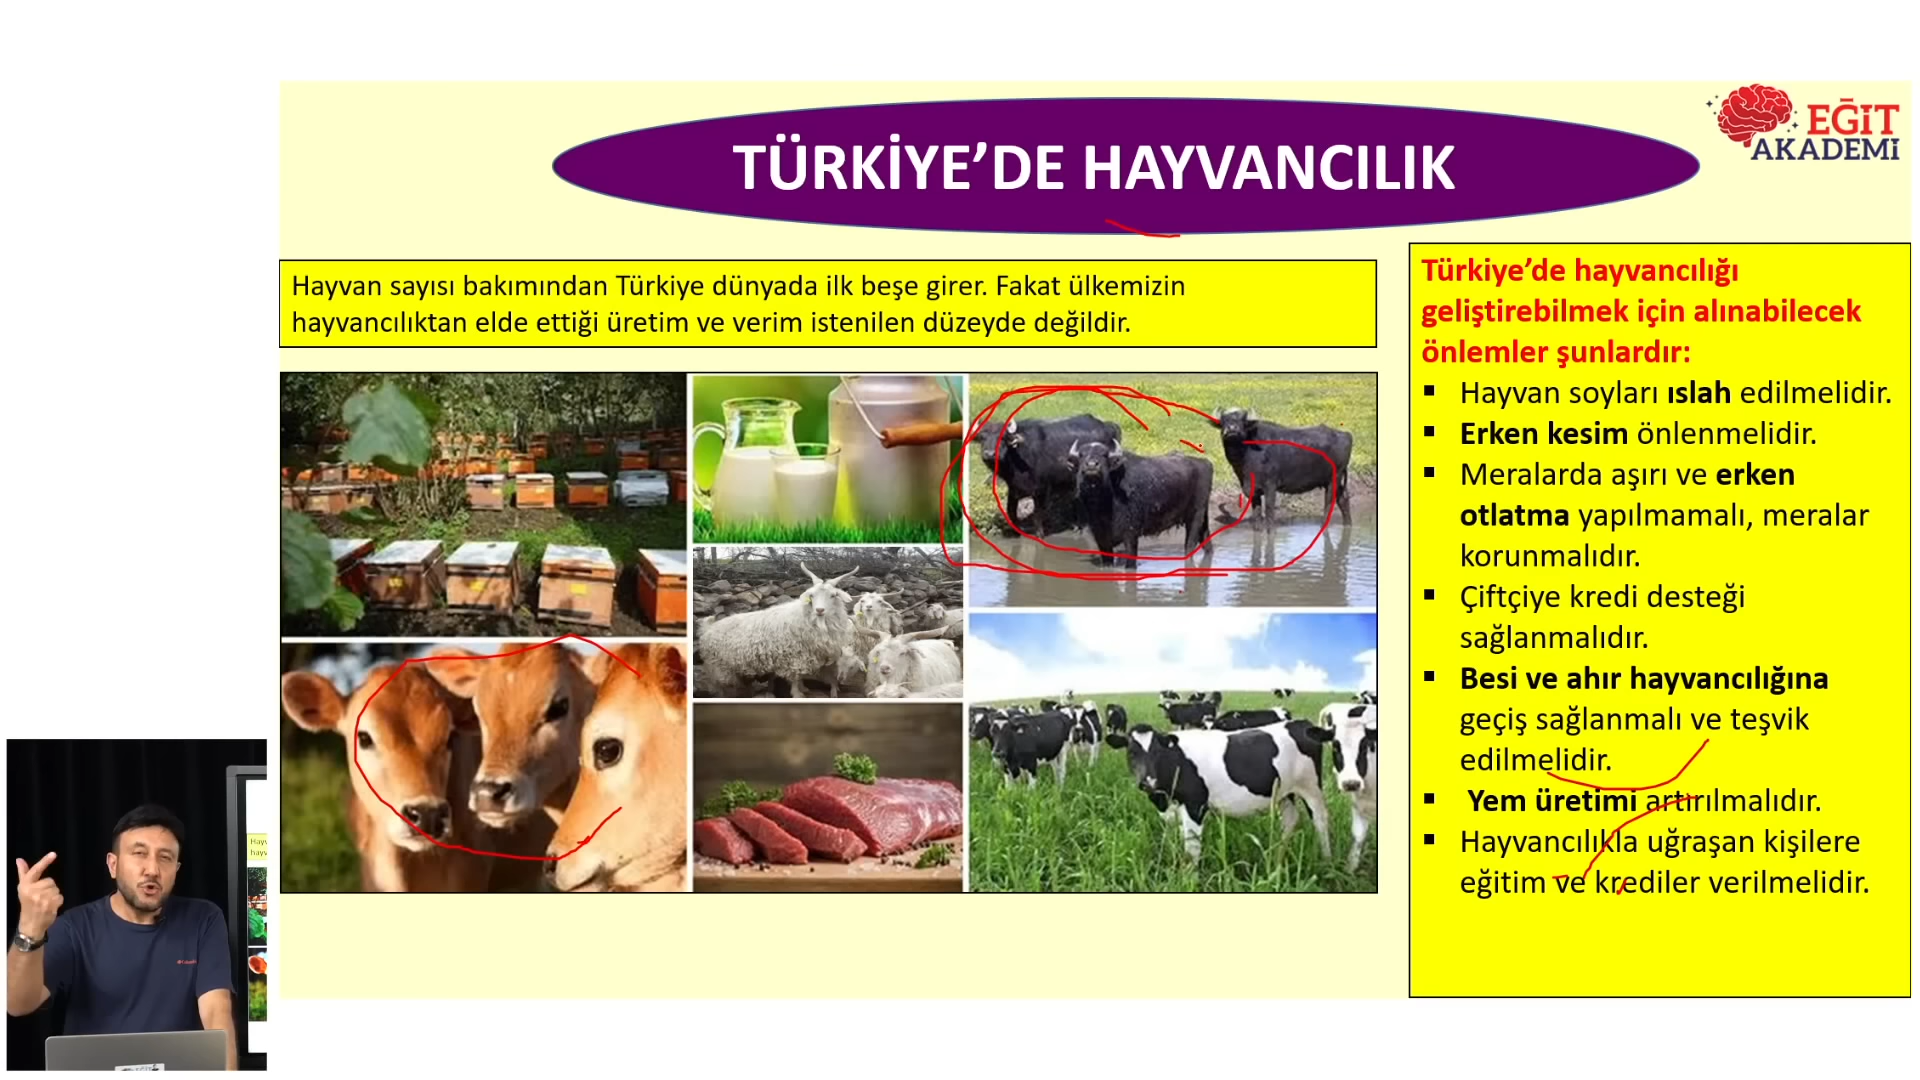 EĞİT
AKADEMİ
TÜRKİYE’DE HAYVANCILIK
Hayvan sayısı bakımından Türkiye dünyada ilk beşe girer. Fakat ülkemizin
hayvancılıktan elde ettiği üretim ve verim istenilen düzeyde değildir.
Türkiye’de hayvancılığı
geliştirebilmek için alınabilecek
önlemler şunlardır:
▪ Hayvan soyları ıslah edilmelidir.
▪ Erken kesim önlenmelidir.
▪ Meralarda aşırı ve erken
otlatma yapılmamalı, meralar
korunmalıdır.
▪ Çiftçiye kredi desteği
sağlanmalıdır.
▪ Besi ve ahır hayvancılığına
geçiş sağlanmalı ve teşvik
edilmelidir.
▪ Yem üretimi artırılmalıdır.
▪ Hayvancılıkla uğraşan kişilere
eğitim ve krediler verilmelidir.